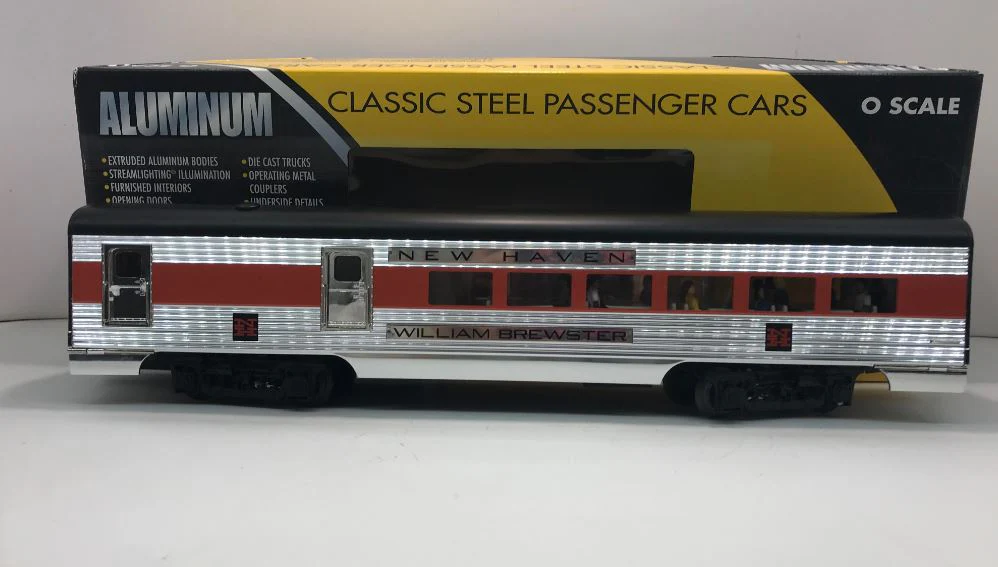 ALUMINUM
CLASSIC STEEL PASSENGER CARS
O SCALE
• EXTRUDED ALUMINUM BODIES
• STREAMLIGHTING ILLUMINATION
• FURNISHED INTERIORS
• OPENING DOORS
• DIE CAST TRUCKS
• OPERATING METAL
COUPLERS
• UNDERSIDE DETAILS
NEW HAVEN
WILLIAM BREWSTER
N
H
N
H